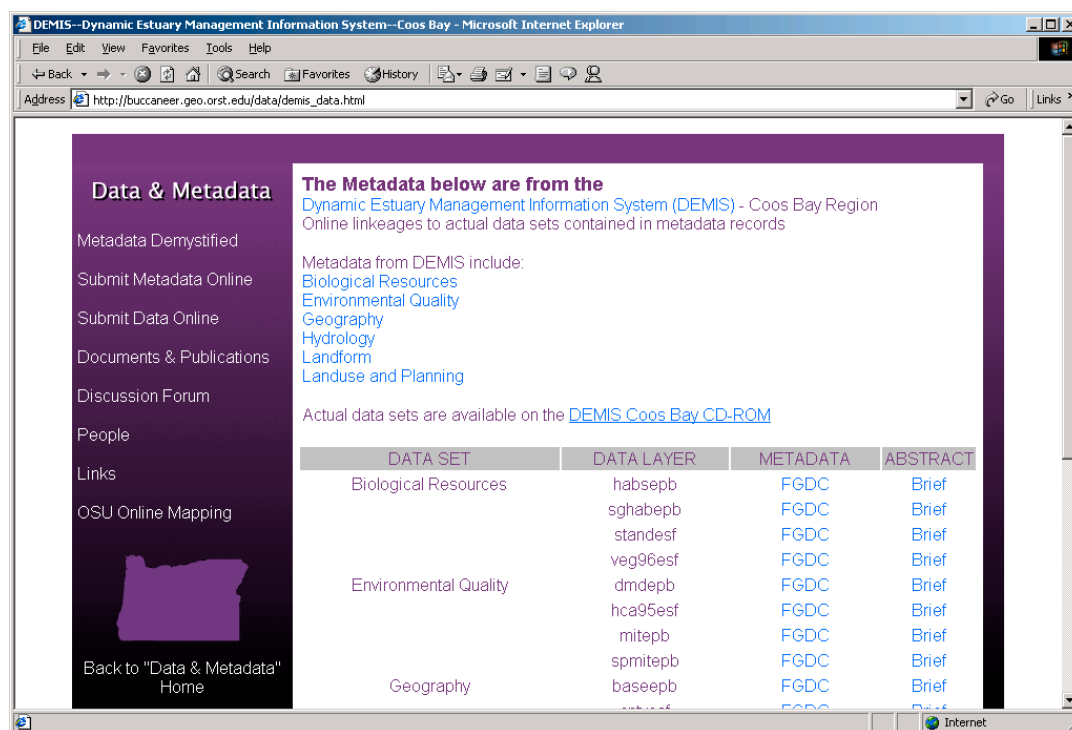 DEMIS--Dynamic Estuary Management Information System--Coos Bay - Microsoft Internet Explorer
File Edit View Favorites Tools Help
Back Search Favorites History
Address http://buccaneer.geo.orst.edu/data/demis_data.html Go Links
Data & Metadata
Metadata Demystified
Submit Metadata Online
Submit Data Online
Documents & Publications
Discussion Forum
People
Links
OSU Online Mapping
Back to "Data & Metadata"
Home
The Metadata below are from the
Dynamic Estuary Management Information System (DEMIS) - Coos Bay Region
Online linkeages to actual data sets contained in metadata records
Metadata from DEMIS include:
Biological Resources
Environmental Quality
Geography
Hydrology
Landform
Landuse and Planning
Actual data sets are available on the DEMIS Coos Bay CD-ROM
DATA SET DATA LAYER METADATA ABSTRACT
Biological Resources habsepb FGDC Brief
sghabepb FGDC Brief
standesf FGDC Brief
veg96esf FGDC Brief
Environmental Quality dmdepb FGDC Brief
hca95esf FGDC Brief
mitepb FGDC Brief
spmitepb FGDC Brief
Geography baseepb FGDC Brief
FGDC Brief
Internet